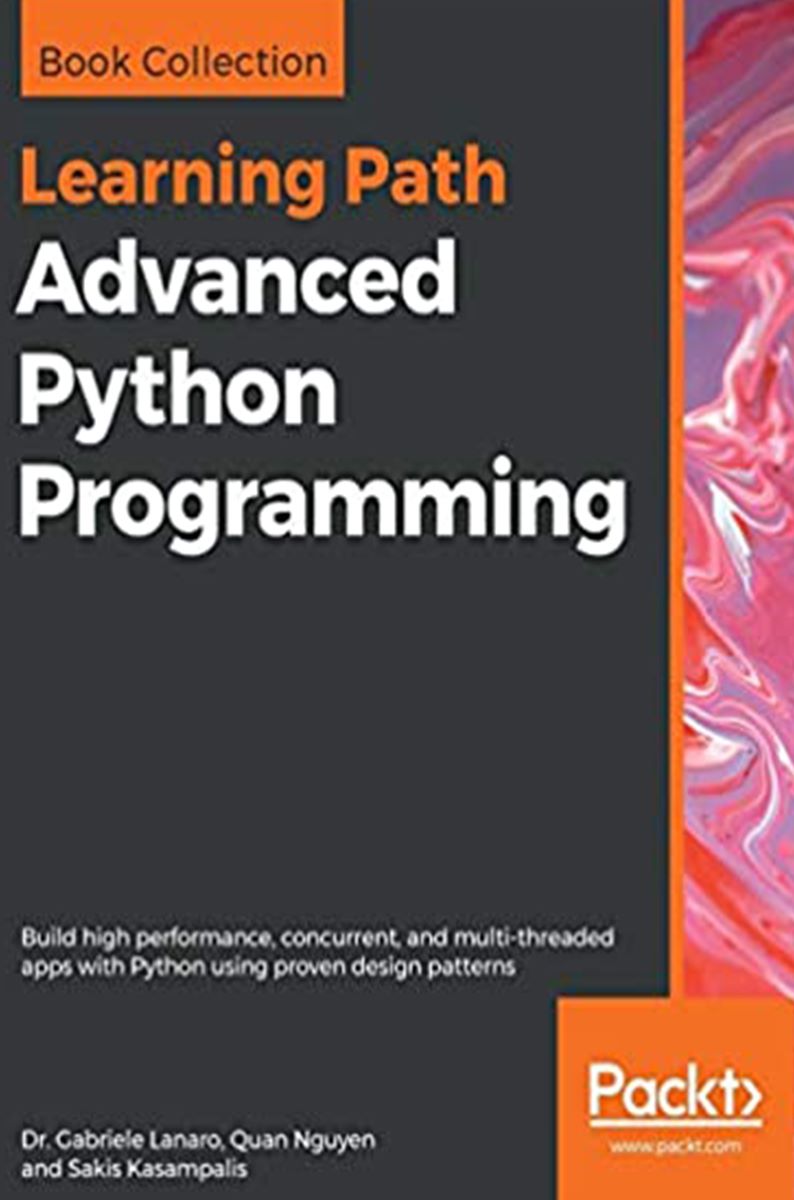 Book Collection
Learning Path
Advanced
Python
Programming
Build high performance, concurrent, and multi-threaded
apps with Python using proven design patterns
Dr. Gabriele Lanaro, Quan Nguyen
and Sakis Kasampalis
Packt>
www.packt.com